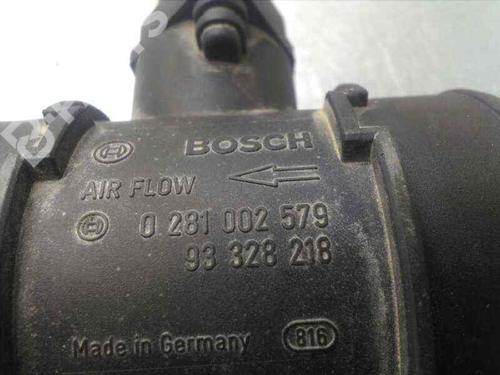 BOSCH
AIR FLOW
0 281 002 579
93 328 218
Made in Germany 816